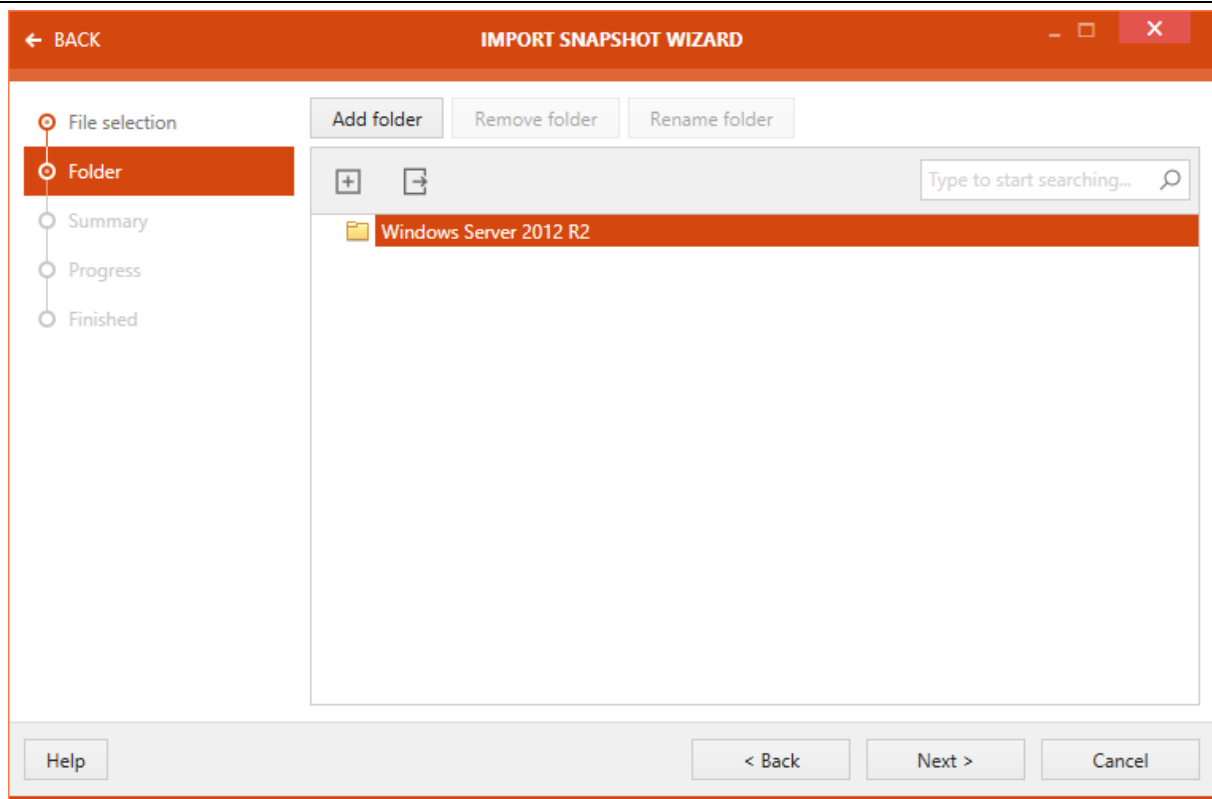 BACK
IMPORT SNAPSHOT WIZARD
File selection
Folder
Summary
Progress
Finished
Add folder
Remove folder
Rename folder
Type to start searching...
Windows Server 2012 R2
Help
< Back
Next >
Cancel